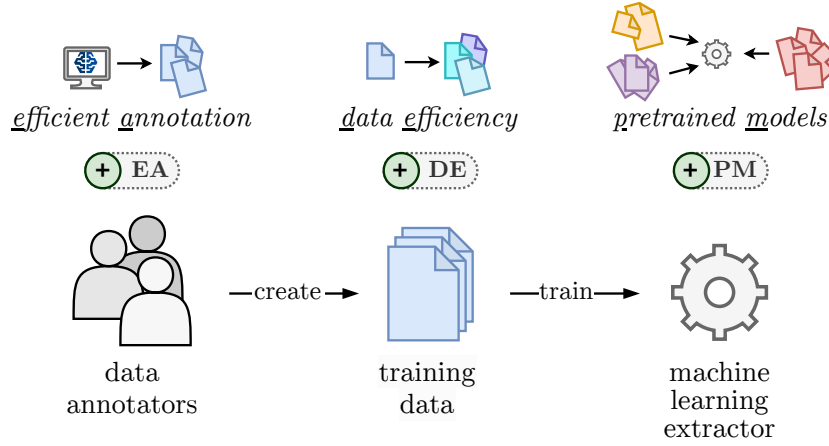 efficient annotation
data efficiency
pretrained models
+ EA
+ DE
+ PM
create
train
data
annotators
training
data
machine
learning
extractor